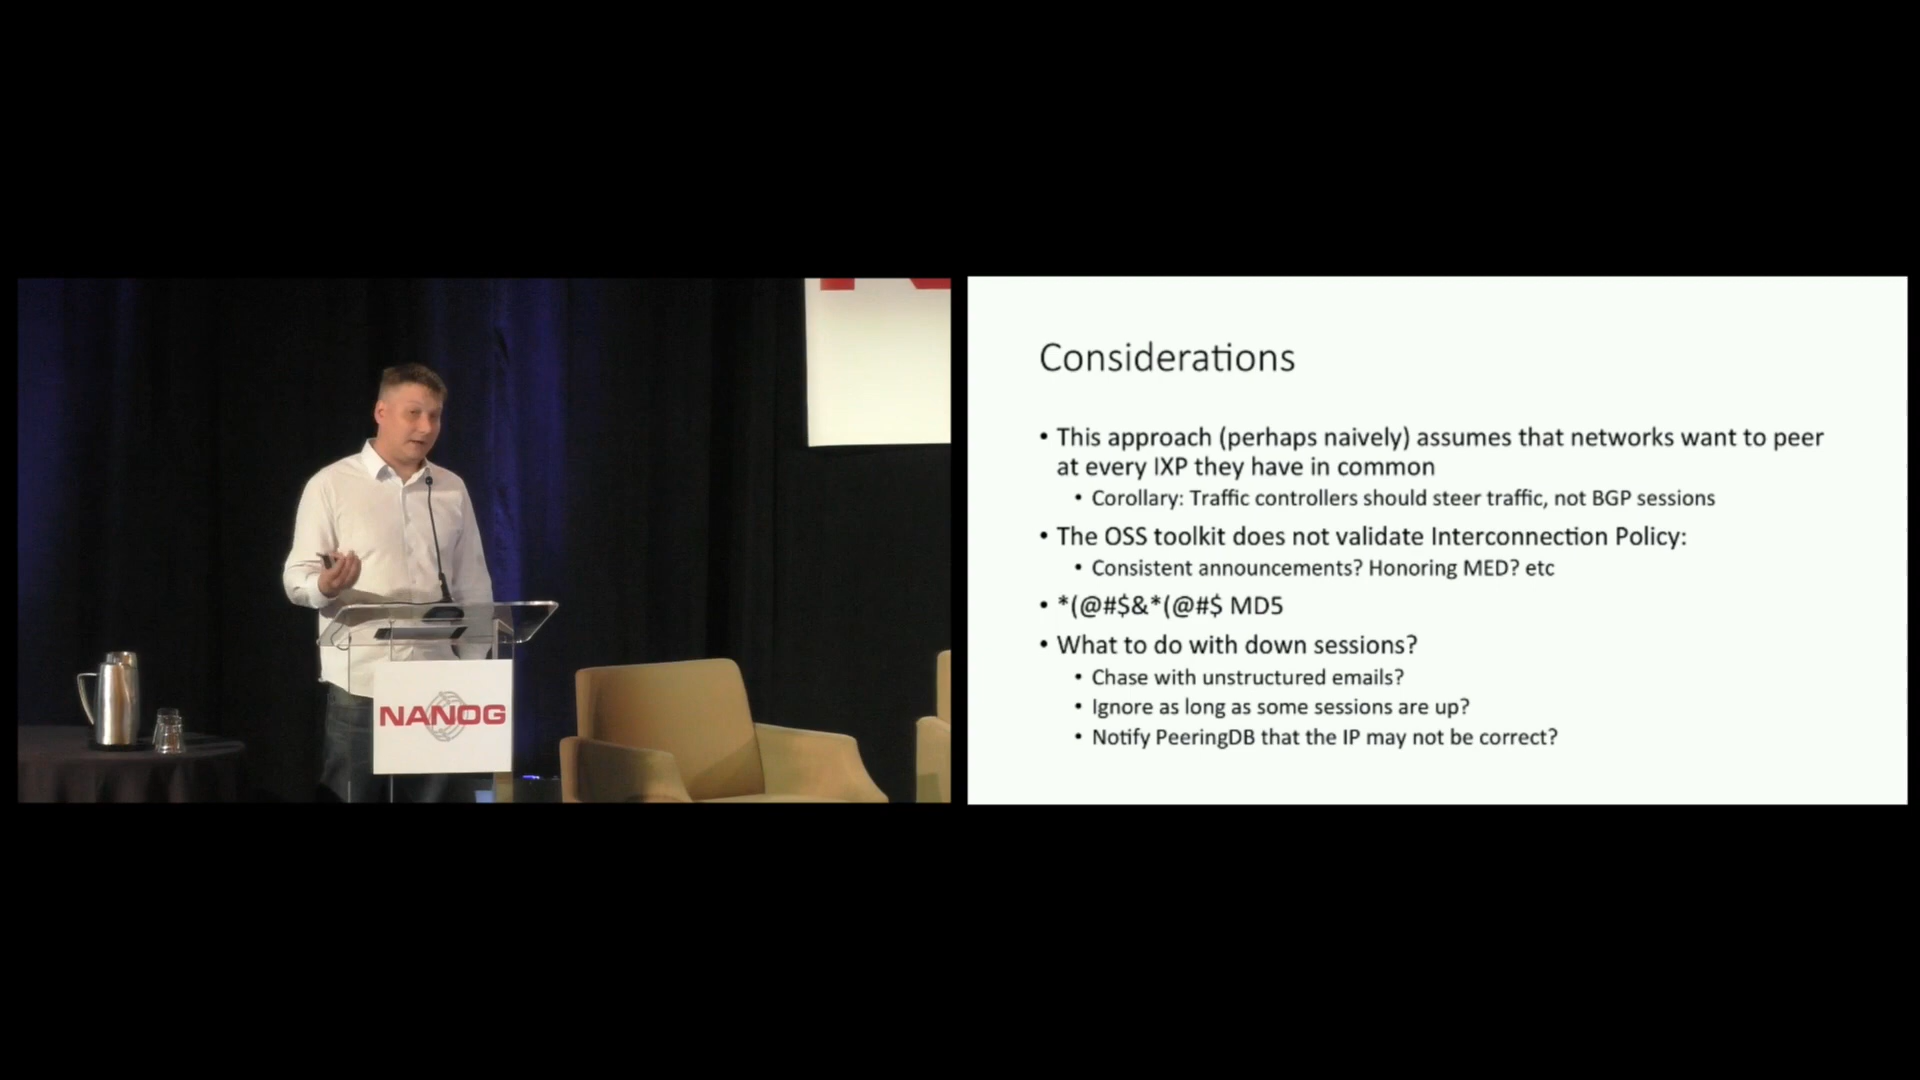 NANOG
Considerations
• This approach (perhaps naively) assumes that networks want to peer
at every IXP they have in common
• Corollary: Traffic controllers should steer traffic, not BGP sessions
• The OSS toolkit does not validate Interconnection Policy:
• Consistent announcements? Honoring MED? etc
• *(@#$&*(@#$ MD5
• What to do with down sessions?
• Chase with unstructured emails?
• Ignore as long as some sessions are up?
• Notify PeeringDB that the IP may not be correct?